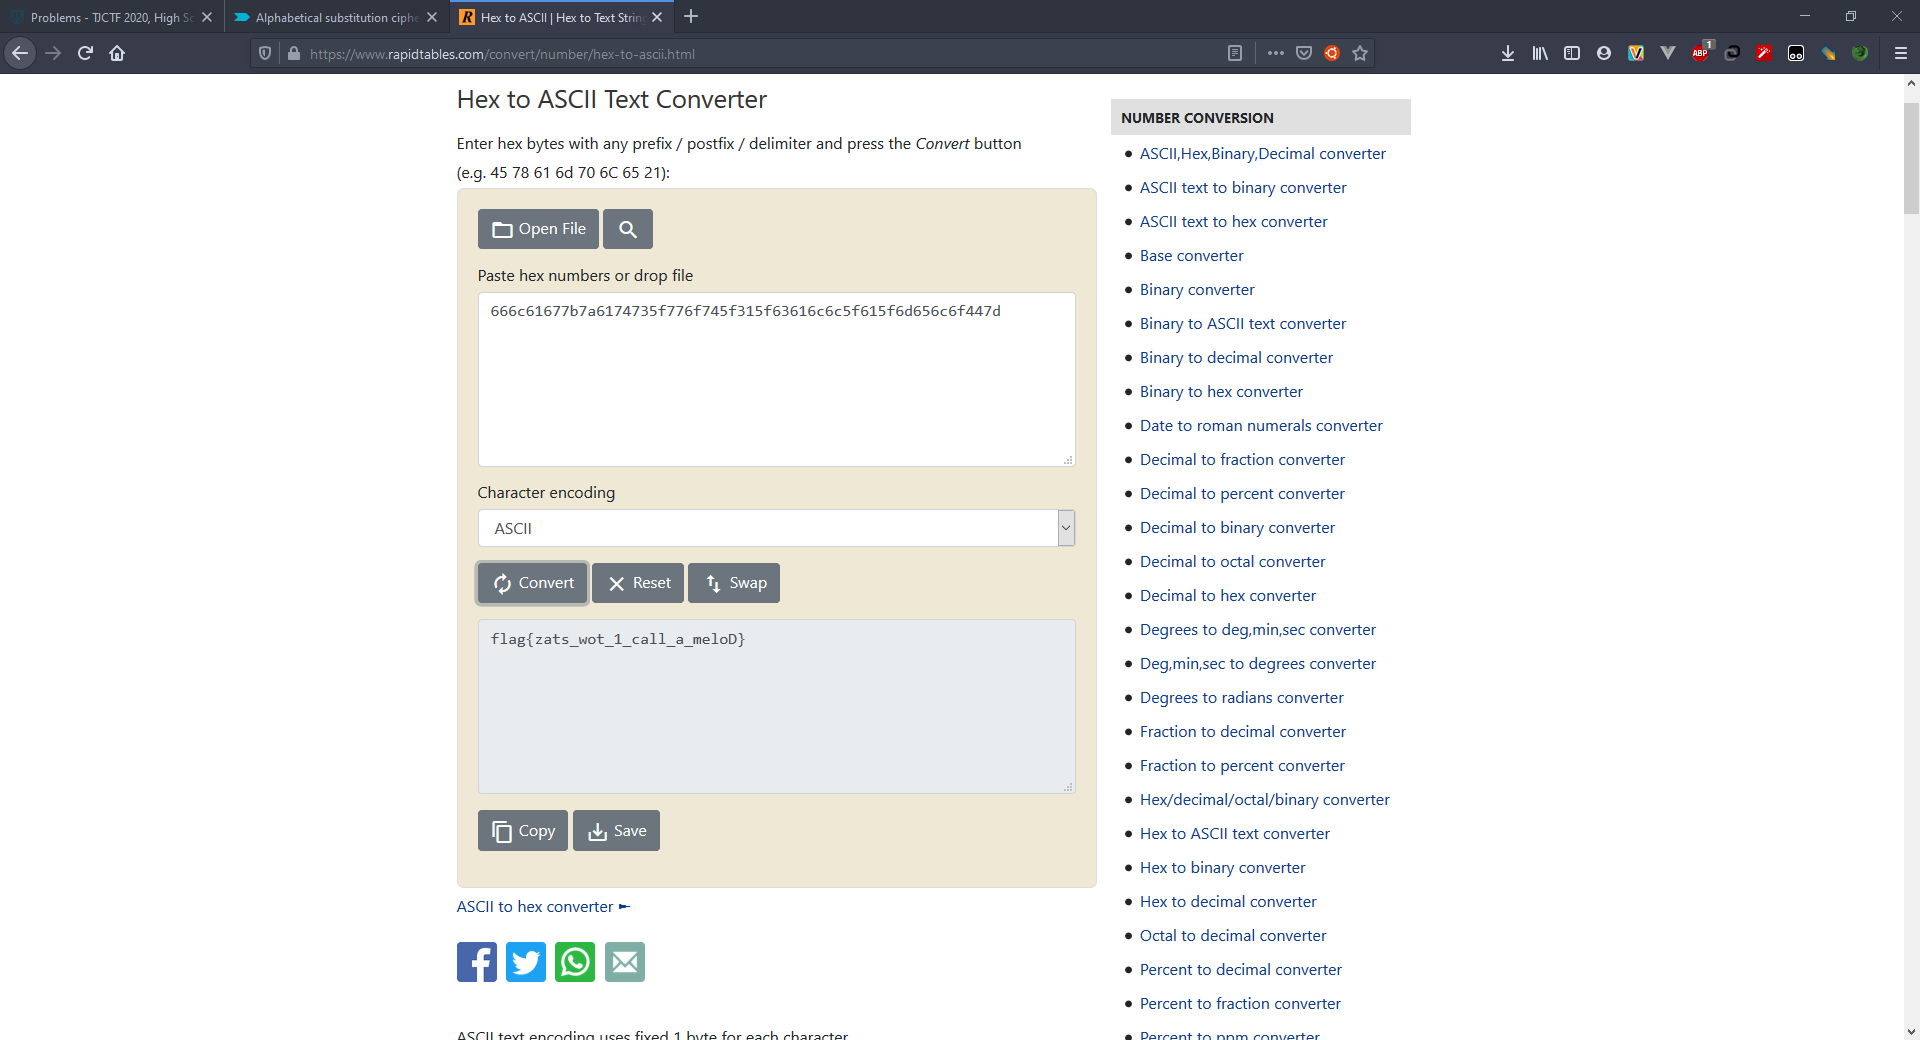 Problems - TJCTF 2020, High Sc
Alphabetical substitution ciphe
Hex to ASCII | Hex to Text Strin
https://www.rapidtables.com/convert/number/hex-to-ascii.html
ABP
1
Hex to ASCII Text Converter
Enter hex bytes with any prefix / postfix / delimiter and press the Convert button
(e.g. 45 78 61 6d 70 6C 65 21):
Open File
Paste hex numbers or drop file
666c61677b7a6174735f776f745f315f63616c6c5f615f6d656c6f447d
Character encoding
ASCII
Convert
Reset
Swap
flag{zats_wot_1_call_a_meloD}
Copy
Save
ASCII to hex converter ►
ASCII text encoding uses fixed 1 byte for each character
NUMBER CONVERSION
ASCII,Hex,Binary,Decimal converter
ASCII text to binary converter
ASCII text to hex converter
Base converter
Binary converter
Binary to ASCII text converter
Binary to decimal converter
Binary to hex converter
Date to roman numerals converter
Decimal to fraction converter
Decimal to percent converter
Decimal to binary converter
Decimal to octal converter
Decimal to hex converter
Degrees to deg,min,sec converter
Deg,min,sec to degrees converter
Degrees to radians converter
Fraction to decimal converter
Fraction to percent converter
Hex/decimal/octal/binary converter
Hex to ASCII text converter
Hex to binary converter
Hex to decimal converter
Octal to decimal converter
Percent to decimal converter
Percent to fraction converter
Percent to ppm converter